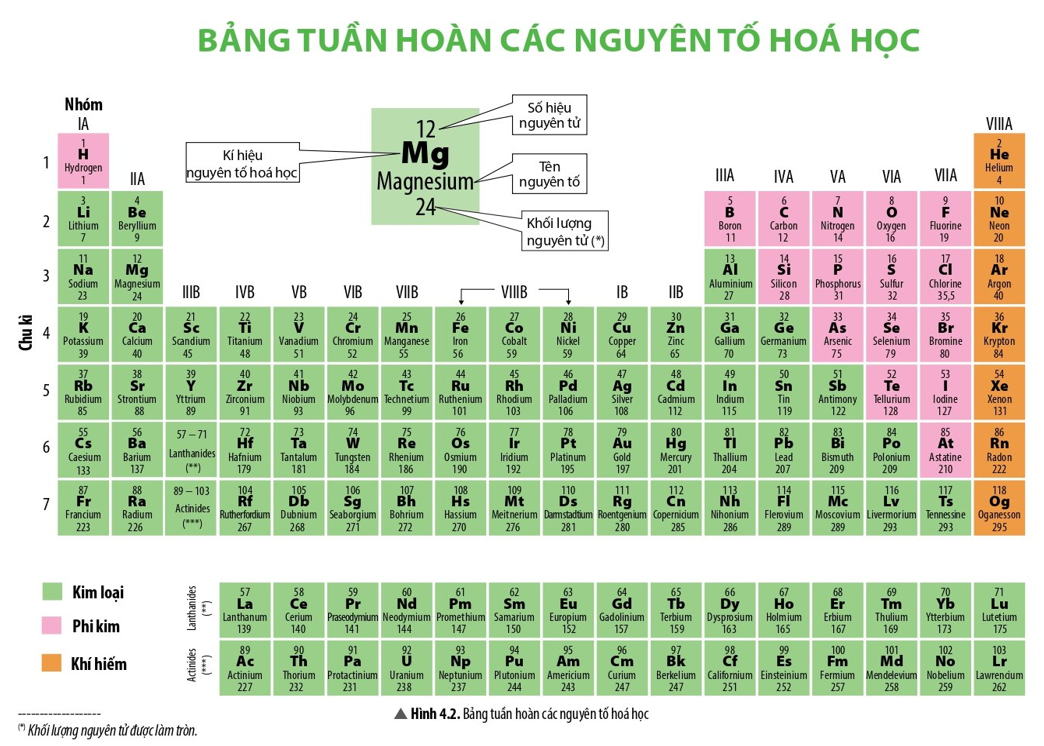 BẢNG TUẦN HOÀN CÁC NGUYÊN TỐ HOÁ HỌC
Nhóm
IA
IIA
IIIB
IVB
VB
VIB
VIIB
VIIIB
IB
IIB
IIIA
IVA
VA
VIA
VIIA
VIIIA
Kí hiệu
nguyên tố hoá học
12
Mg
Magnesium
24
Số hiệu
nguyên tử
Tên
nguyên tố
Khối lượng
nguyên tử (*)
Chu kì
1
1 H Hydrogen 1
2 He Helium 4
2
3 Li Lithium 7
4 Be Beryllium 9
5 B Boron 11
6 C Carbon 12
7 N Nitrogen 14
8 O Oxygen 16
9 F Fluorine 19
10 Ne Neon 20
3
11 Na Sodium 23
12 Mg Magnesium 24
13 Al Aluminium 27
14 Si Silicon 28
15 P Phosphorus 31
16 S Sulfur 32
17 Cl Chlorine 35,5
18 Ar Argon 40
4
19 K Potassium 39
20 Ca Calcium 40
21 Sc Scandium 45
22 Ti Titanium 48
23 V Vanadium 51
24 Cr Chromium 52
25 Mn Manganese 55
26 Fe Iron 56
27 Co Cobalt 59
28 Ni Nickel 59
29 Cu Copper 64
30 Zn Zinc 65
31 Ga Gallium 70
32 Ge Germanium 73
33 As Arsenic 75
34 Se Selenium 79
35 Br Bromine 80
36 Kr Krypton 84
5
37 Rb Rubidium 85
38 Sr Strontium 88
39 Y Yttrium 89
40 Zr Zirconium 91
41 Nb Niobium 93
42 Mo Molybdenum 96
43 Tc Technetium 99
44 Ru Ruthenium 101
45 Rh Rhodium 103
46 Pd Palladium 106
47 Ag Silver 108
48 Cd Cadmium 112
49 In Indium 115
50 Sn Tin 119
51 Sb Antimony 122
52 Te Tellurium 128
53 I Iodine 127
54 Xe Xenon 131
6
55 Cs Caesium 133
56 Ba Barium 137
57 – 71 Lanthanides (**)
72 Hf Hafnium 179
73 Ta Tantalum 181
74 W Tungsten 184
75 Re Rhenium 186
76 Os Osmium 190
77 Ir Iridium 192
78 Pt Platinum 195
79 Au Gold 197
80 Hg Mercury 201
81 Tl Thallium 204
82 Pb Lead 207
83 Bi Bismuth 209
84 Po Polonium 209
85 At Astatine 210
86 Rn Radon 222
7
87 Fr Francium 223
88 Ra Radium 226
89 – 103 Actinides (***)
104 Rf Rutherfordium 267
105 Db Dubnium 268
106 Sg Seaborgium 271
107 Bh Bohrium 272
108 Hs Hassium 270
109 Mt Meitnerium 276
110 Ds Darmstadtium 281
111 Rg Roentgenium 280
112 Cn Copernicum 285
113 Nh Nihonium 286
114 Fl Flerovium 289
115 Mc Moscovium 289
116 Lv Livermorium 293
117 Ts Tennessine 293
118 Og Oganesson 295
Kim loại
Phi kim
Khí hiếm
Lanthanides (**)
57 La Lanthanum 139
58 Ce Cerium 140
59 Pr Praseodymium 141
60 Nd Neodymium 144
61 Pm Promethium 147
62 Sm Samarium 150
63 Eu Europium 152
64 Gd Gadolinium 157
65 Tb Terbium 159
66 Dy Dysprosium 163
67 Ho Holmium 165
68 Er Erbium 167
69 Tm Thulium 169
70 Yb Ytterbium 173
71 Lu Lutetium 175
Actinides (***)
89 Ac Actinium 227
90 Th Thorium 232
91 Pa Protactinium 231
92 U Uranium 238
93 Np Neptunium 237
94 Pu Plutonium 244
95 Am Americium 243
96 Cm Curium 247
97 Bk Berkelium 247
98 Cf Californium 251
99 Es Einsteinium 252
100 Fm Fermium 257
101 Md Mendelevium 258
102 No Nobelium 259
103 Lr Lawrendum 262
▲ Hình 4.2. Bảng tuần hoàn các nguyên tố hoá học
(*) Khối lượng nguyên tử được làm tròn.